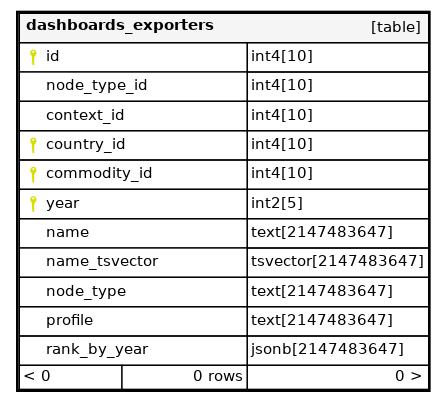 dashboards_exporters [table]
id int4[10]
node_type_id int4[10]
context_id int4[10]
country_id int4[10]
commodity_id int4[10]
year int2[5]
name text[2147483647]
name_tsvector tsvector[2147483647]
node_type text[2147483647]
profile text[2147483647]
rank_by_year jsonb[2147483647]
< 0 0 rows 0 >